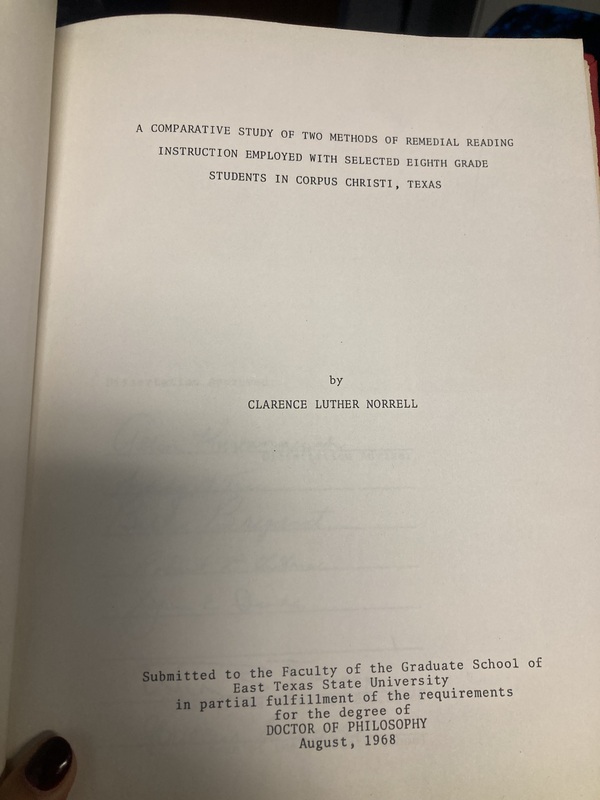 A COMPARATIVE STUDY OF TWO METHODS OF REMEDIAL READING
INSTRUCTION EMPLOYED WITH SELECTED EIGHTH GRADE
STUDENTS IN CORPUS CHRISTI, TEXAS
by
CLARENCE LUTHER NORRELL
Submitted to the Faculty of the Graduate School of
East Texas State University
in partial fulfillment of the requirements
for the degree of
DOCTOR OF PHILOSOPHY
August, 1968